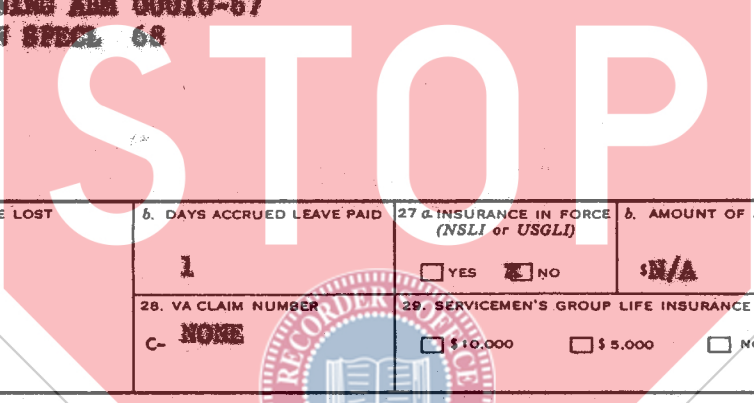 00010-67
SPECL 68
STOP
LOST
b. DAYS ACCRUED LEAVE PAID
1
27 a. INSURANCE IN FORCE
(NSLI or USGLI)
YES X NO
b. AMOUNT OF
$N/A
28. VA CLAIM NUMBER
C- NONE
29. SERVICEMEN'S GROUP LIFE INSURANCE
$10,000 $5,000
RECORDER OFFICE